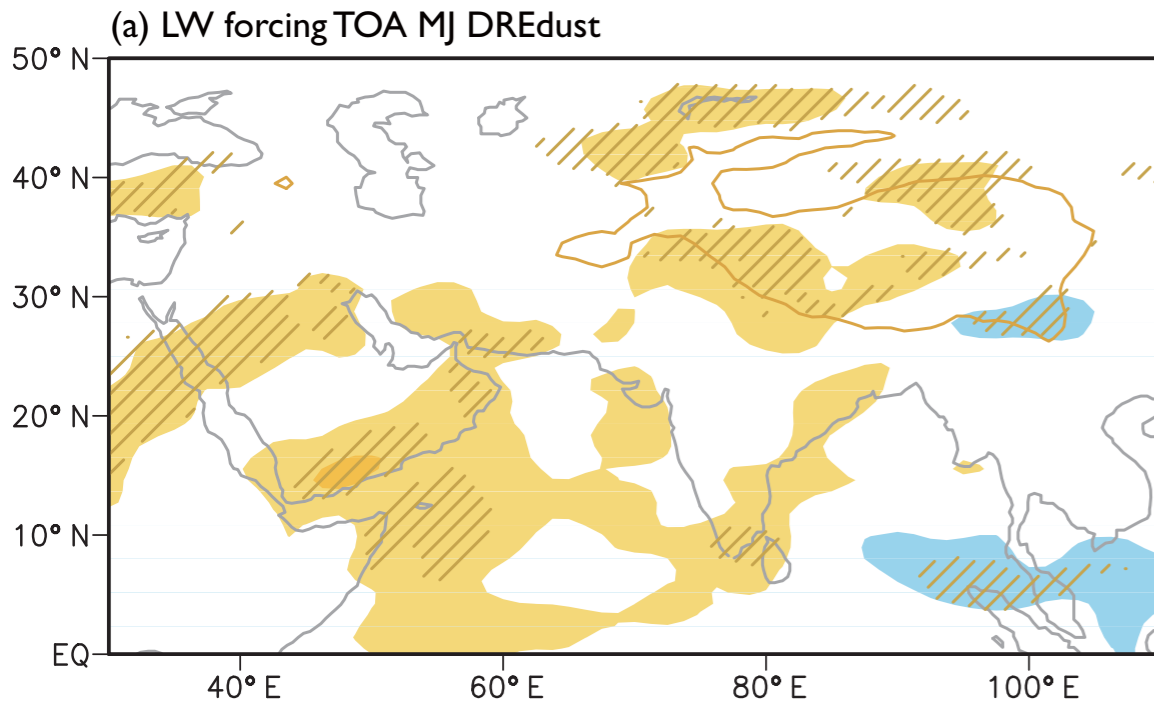 (a) LW forcing TOA MJ DREdust
50° N
40° N
30° N
20° N
10° N
EQ
40° E
60° E
80° E
100° E